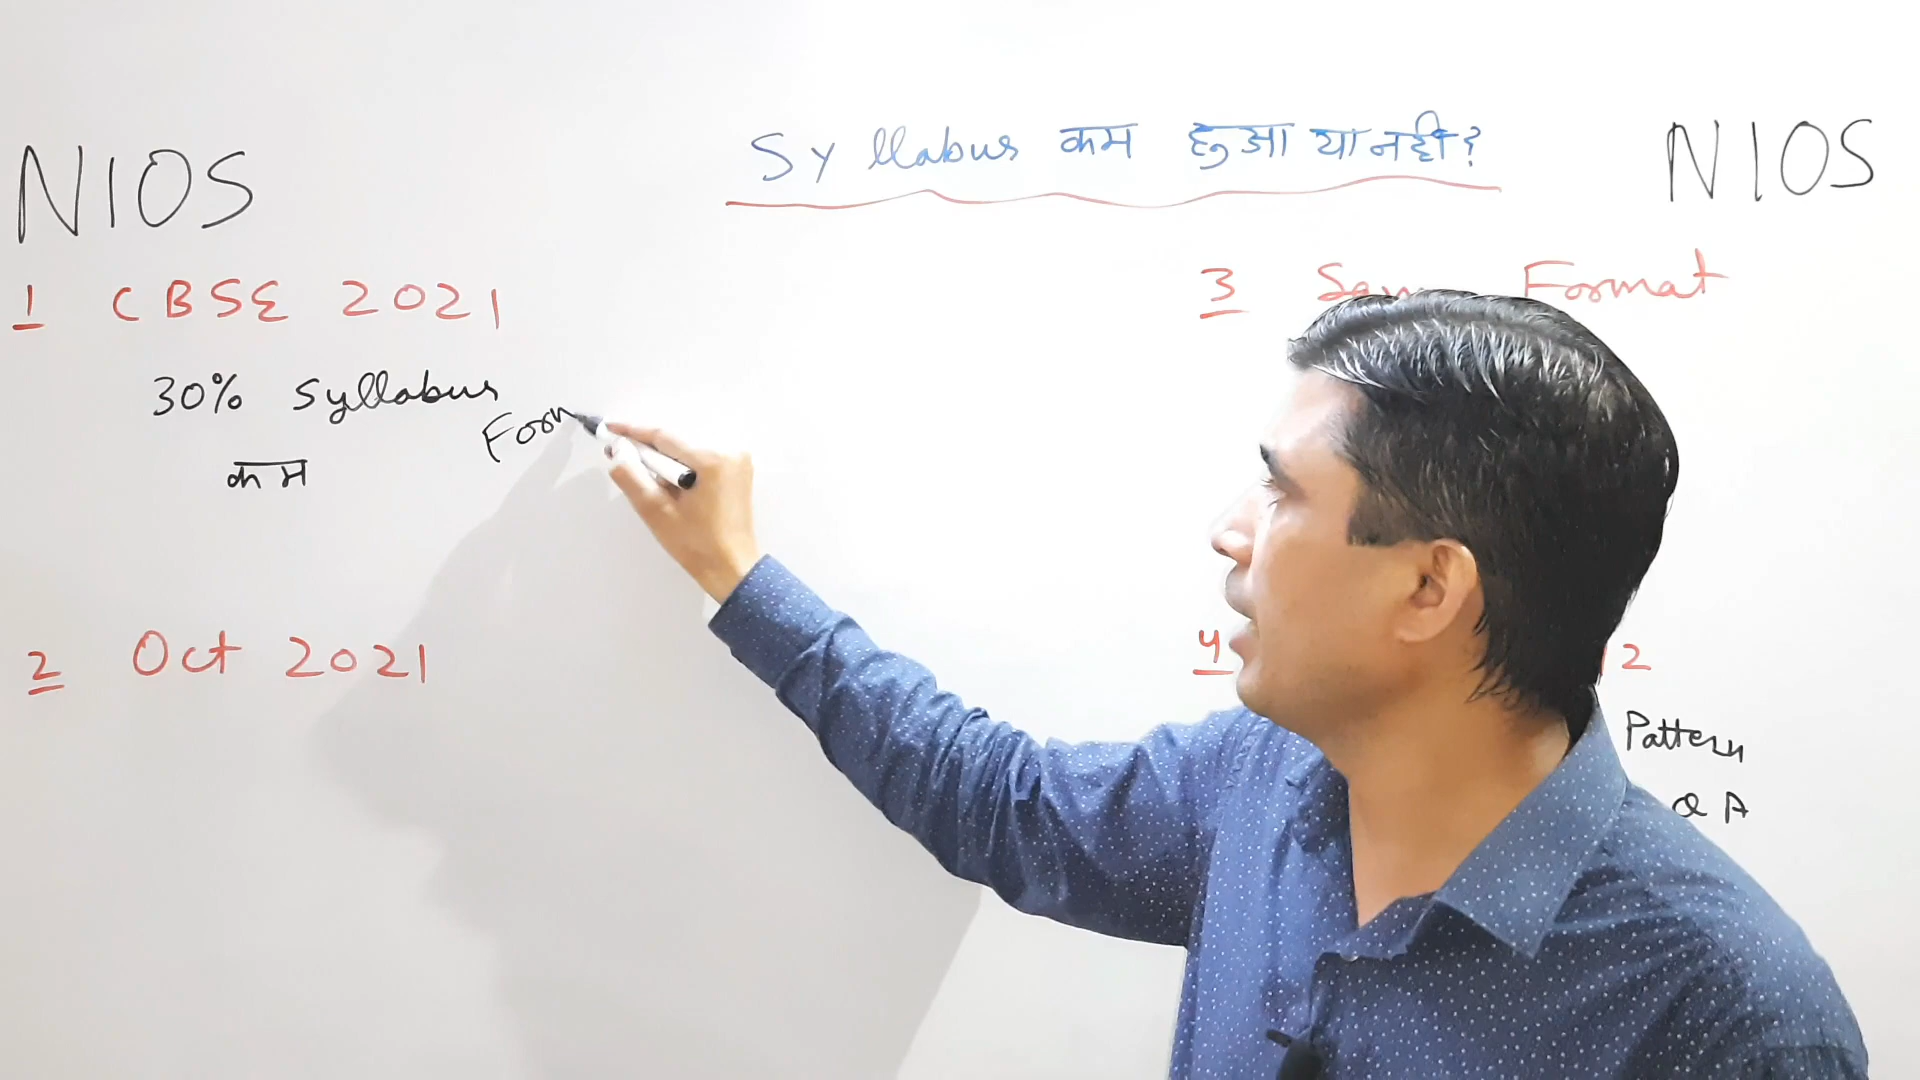 Syllabus कम हुआ या नही?
NIOS
NIOS
1 CBSE 2021
30% Syllabus
कम
Form
2 Oct 2021
3 Format
4 12
Pattern
Q A